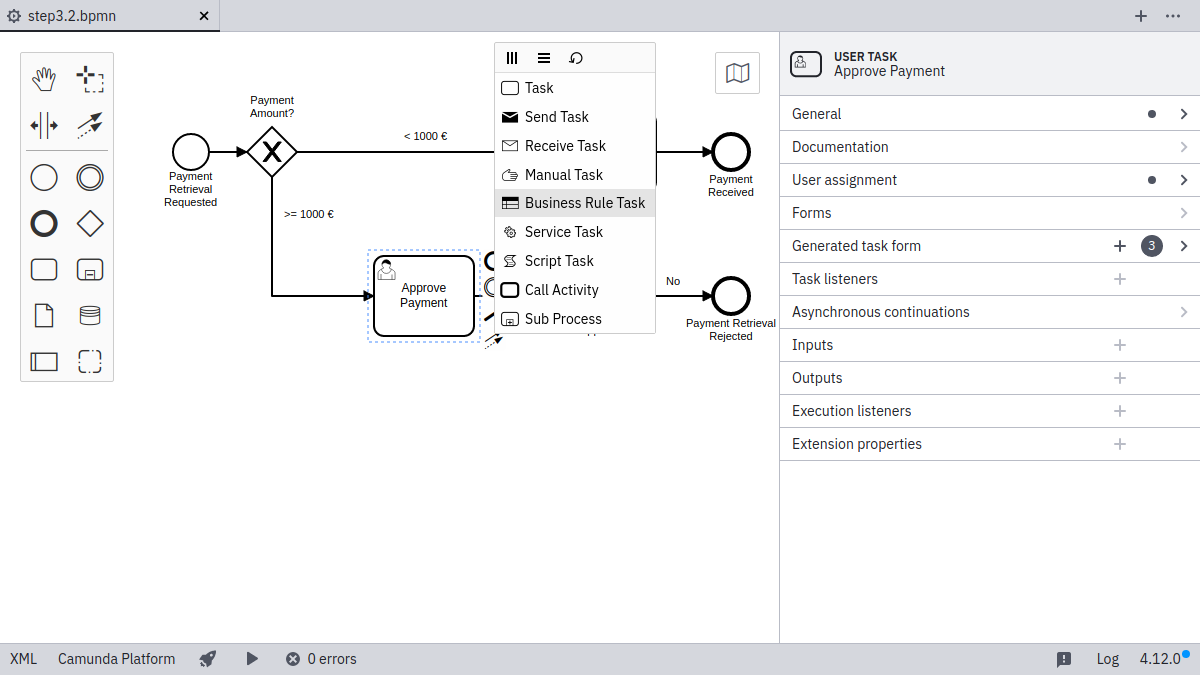 step3.2.bpmn
Payment
Amount?
< 1000 €
>= 1000 €
Payment
Retrieval
Requested
Approve
Payment
Task
Send Task
Receive Task
Manual Task
Business Rule Task
Service Task
Script Task
Call Activity
Sub Process
Payment
Received
No
Payment Retrieval
Rejected
USER TASK
Approve Payment
General
Documentation
User assignment
Forms
Generated task form 3
Task listeners
Asynchronous continuations
Inputs
Outputs
Execution listeners
Extension properties
XML Camunda Platform 0 errors Log 4.12.0